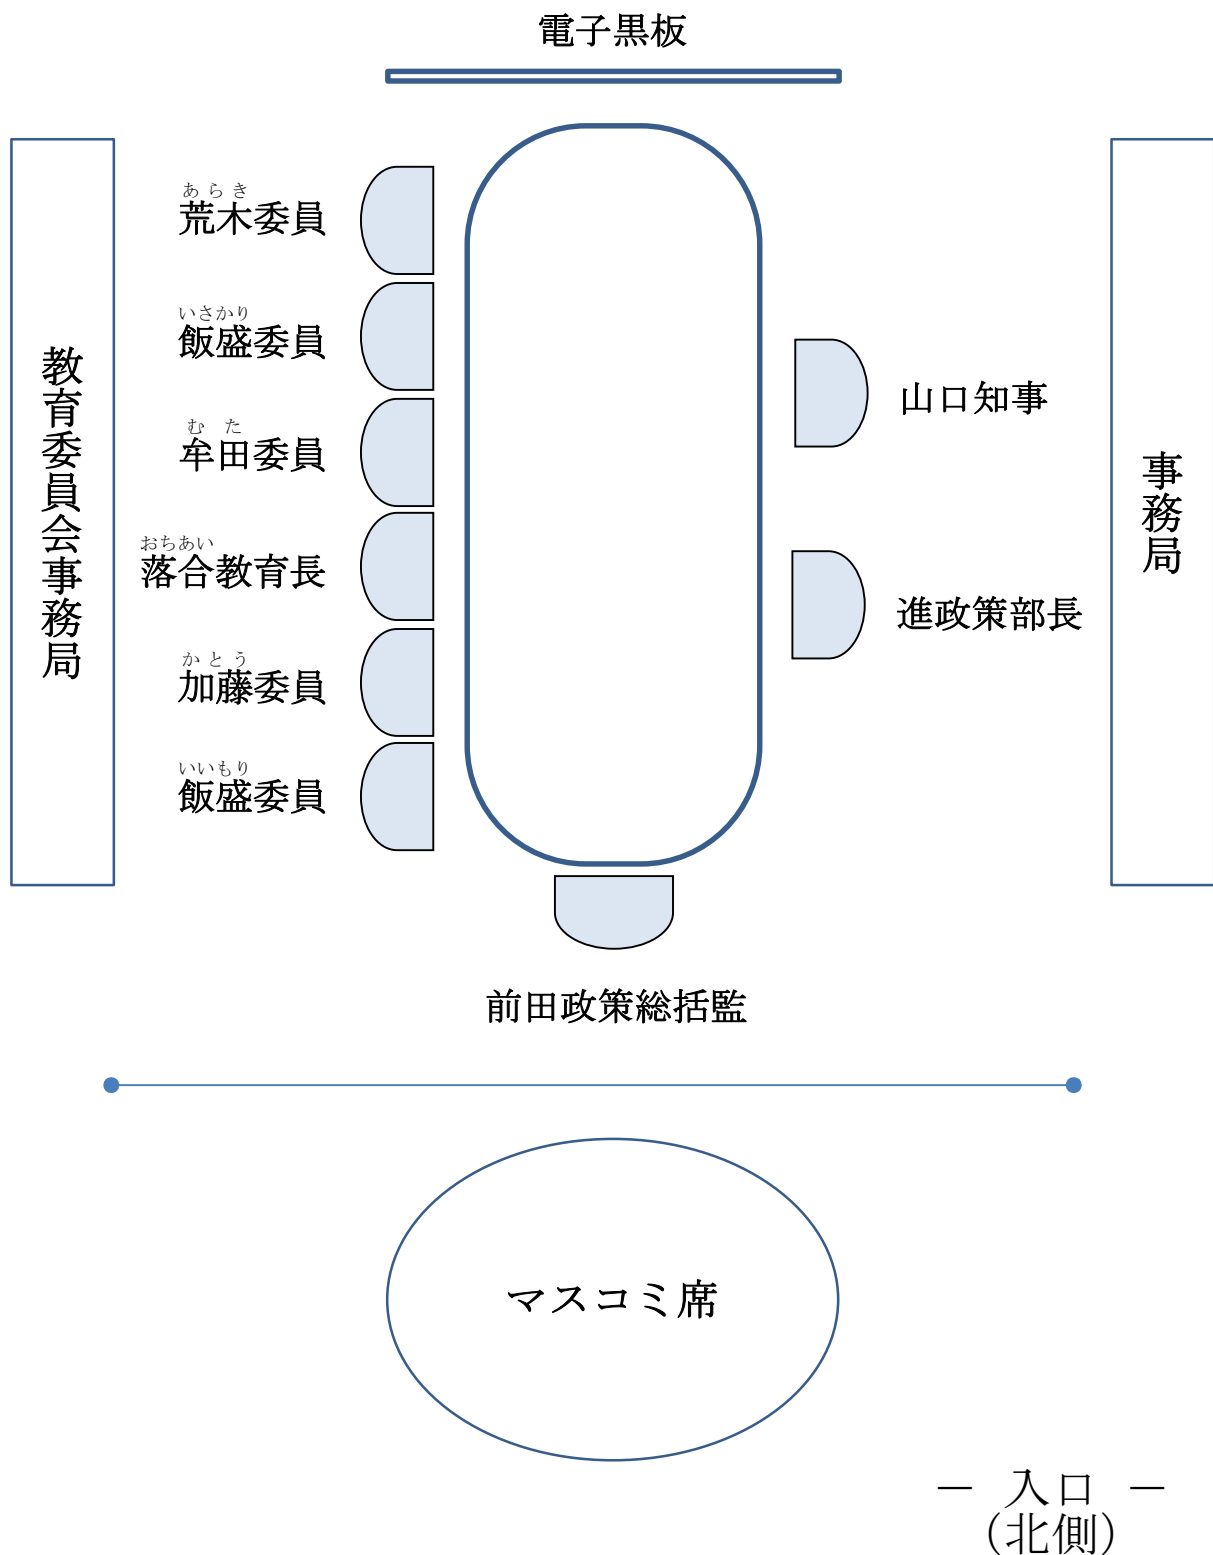 電子黒板
教育委員会事務局
あらき
荒木委員
いさかり
飯盛委員
むた
牟田委員
おちあい
落合教育長
かとう
加藤委員
いいもり
飯盛委員
山口知事
進政策部長
事務局
前田政策総括監
マスコミ席
－ 入口 －
（北側）